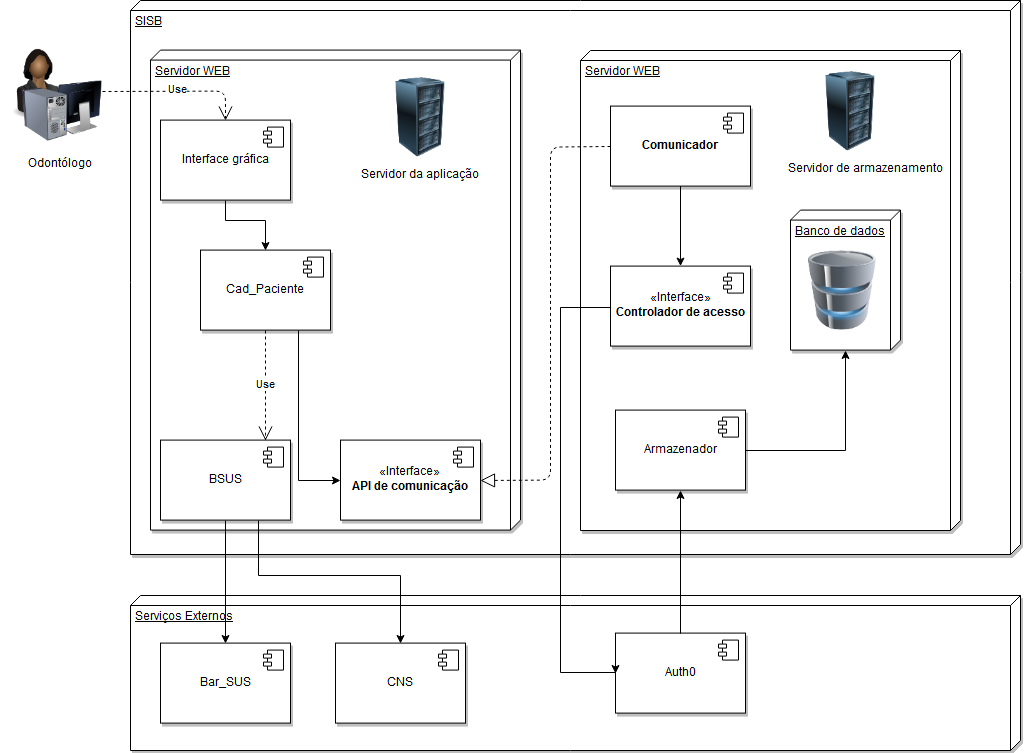 SISB
Servidor WEB
Use
Interface gráfica
Servidor da aplicação
Odontólogo
Cad_Paciente
Use
BSUS
«Interface»
API de comunicação
Servidor WEB
Comunicador
Servidor de armazenamento
Banco de dados
«Interface»
Controlador de acesso
Armazenador
Serviços Externos
Bar_SUS
CNS
Auth0